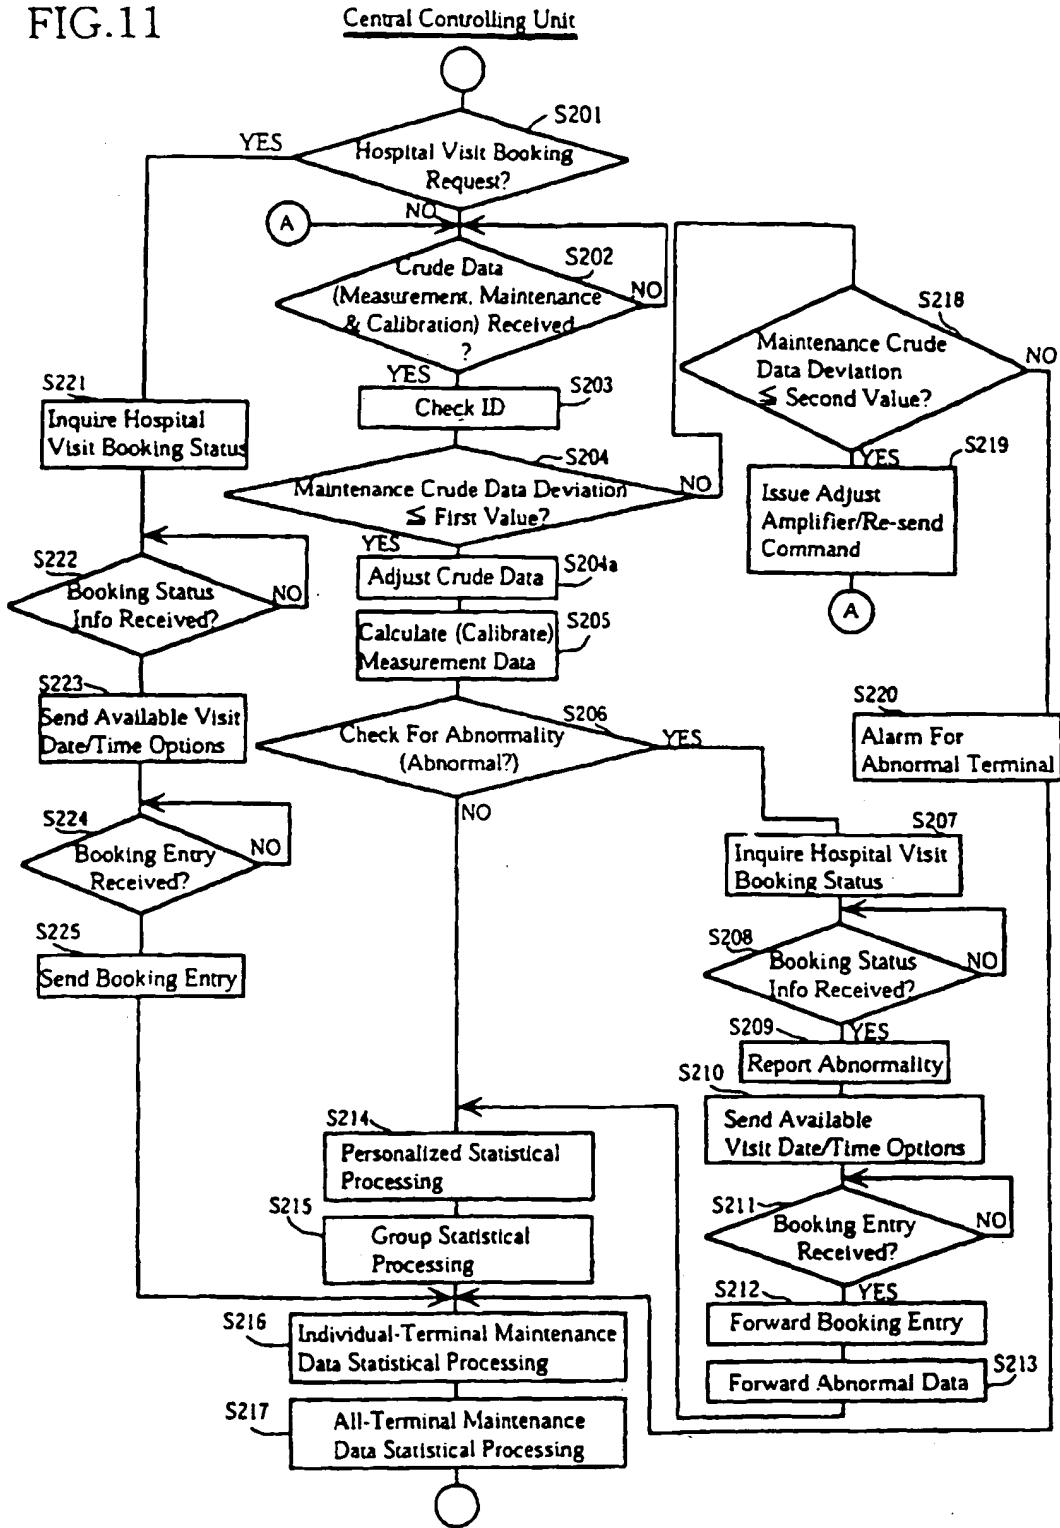 FIG.11
Central Controlling Unit
S201
YES
Hospital Visit Booking
Request?
NO
A
S202
Crude Data
(Measurement, Maintenance
& Calibration) Received
?
NO
YES
S203
Check ID
S204
Maintenance Crude Data Deviation
≦ First Value?
NO
YES
Adjust Crude Data
S204a
S205
Calculate (Calibrate)
Measurement Data
S206
Check For Abnormality
(Abnormal?)
YES
NO
S218
Maintenance Crude
Data Deviation
≦ Second Value?
NO
YES
S219
Issue Adjust
Amplifier/Re-send
Command
A
S220
Alarm For
Abnormal Terminal
S221
Inquire Hospital
Visit Booking Status
S222
Booking Status
Info Received?
NO
S223
Send Available Visit
Date/Time Options
S224
Booking Entry
Received?
NO
S225
Send Booking Entry
S207
Inquire Hospital Visit
Booking Status
S208
Booking Status
Info Received?
NO
YES
S209
Report Abnormality
S210
Send Available
Visit Date/Time Options
S211
Booking Entry
Received?
NO
YES
S212
Forward Booking Entry
S213
Forward Abnormal Data
S214
Personalized Statistical
Processing
S215
Group Statistical
Processing
S216
Individual-Terminal Maintenance
Data Statistical Processing
S217
All-Terminal Maintenance
Data Statistical Processing